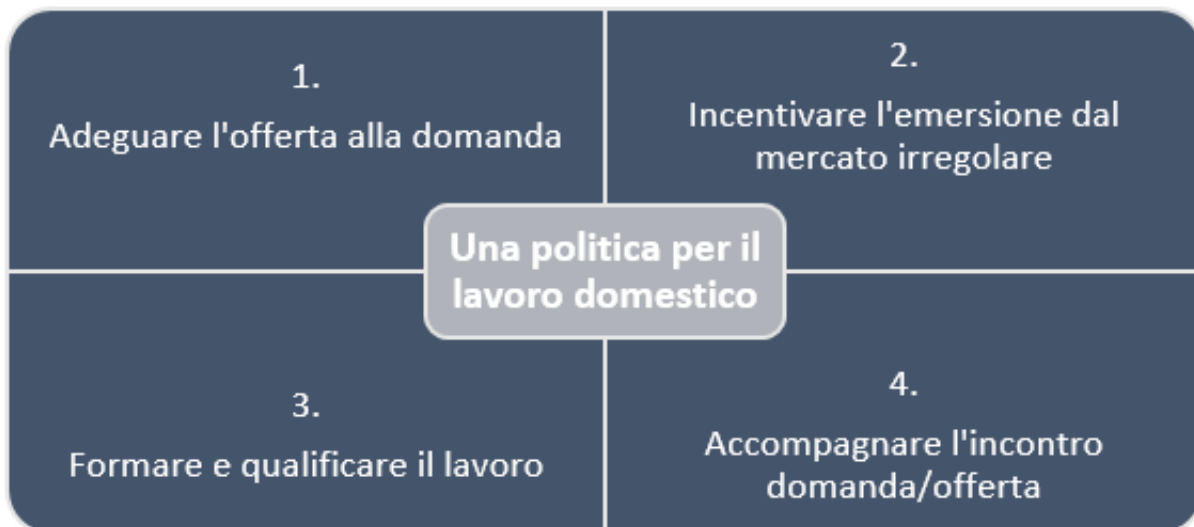 1.
Adeguare l'offerta alla domanda
2.
Incentivare l'emersione dal
mercato irregolare
Una politica per il
lavoro domestico
3.
Formare e qualificare il lavoro
4.
Accompagnare l'incontro
domanda/offerta